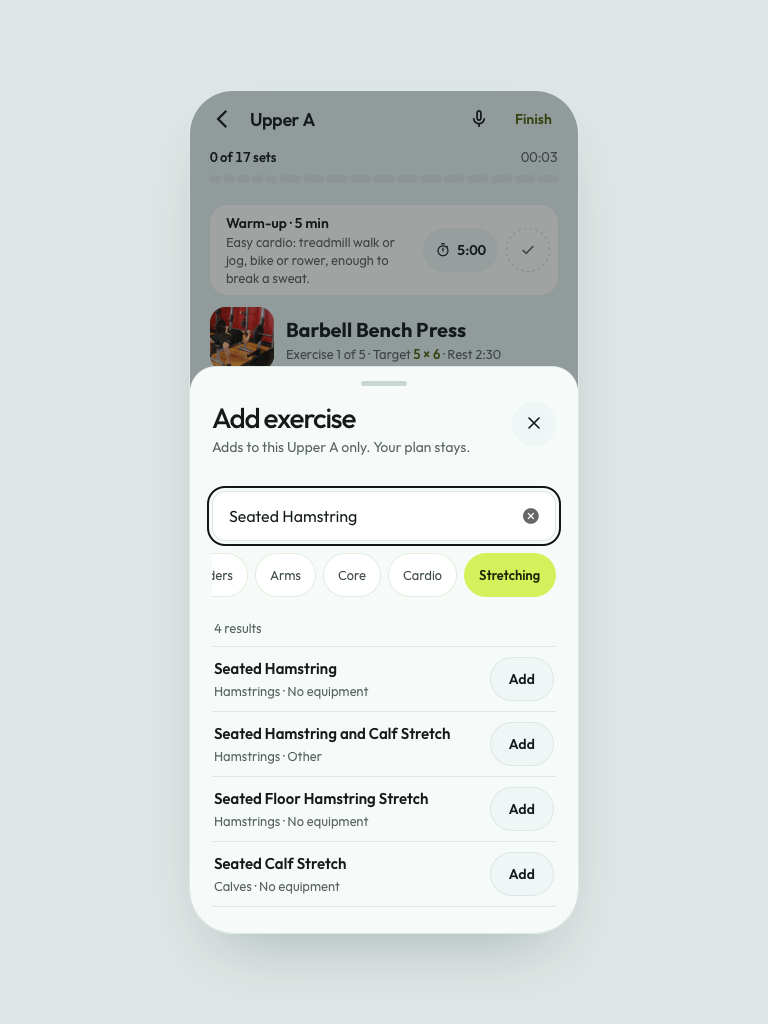 Upper A
Finish
0 of 17 sets
00:03
Warm-up · 5 min
Easy cardio: treadmill walk or
jog, bike or rower, enough to
break a sweat.
5:00
Barbell Bench Press
Exercise 1 of 5 · Target 5 × 6 · Rest 2:30
Add exercise
Adds to this Upper A only. Your plan stays.
Seated Hamstring
ders
Arms
Core
Cardio
Stretching
4 results
Seated Hamstring
Hamstrings · No equipment
Add
Seated Hamstring and Calf Stretch
Hamstrings · Other
Add
Seated Floor Hamstring Stretch
Hamstrings · No equipment
Add
Seated Calf Stretch
Calves · No equipment
Add